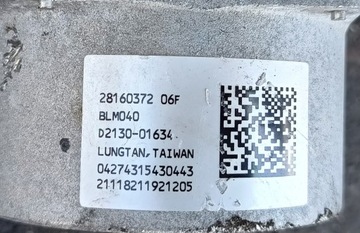 28160372 06F
BLM040
D2130-01634
LUNGTAN,TAIWAN
04274315430443
21118211921205